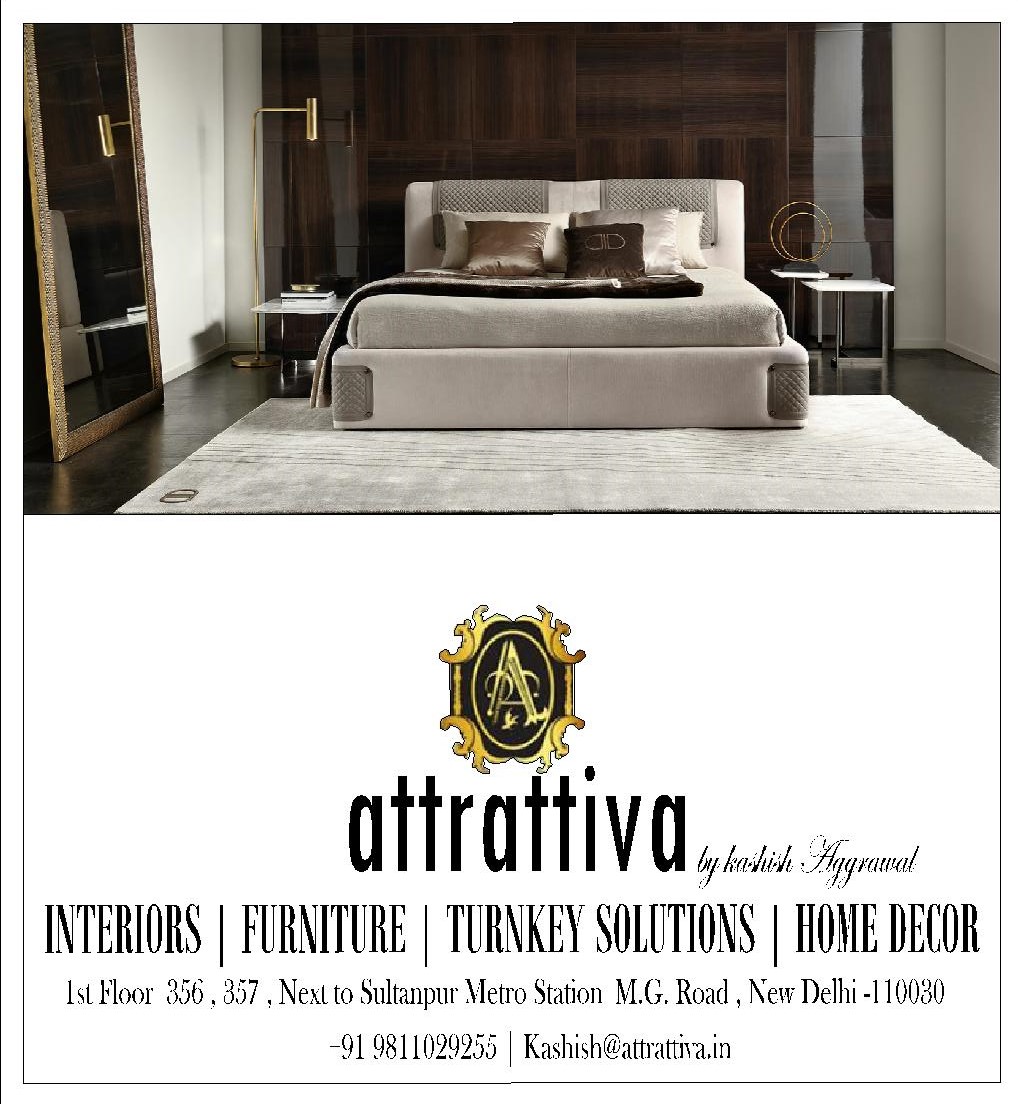 attrattiva by kashish Aggrawal
INTERIORS | FURNITURE | TURNKEY SOLUTIONS | HOME DECOR
1st Floor 356 , 357 , Next to Sultanpur Metro Station M.G. Road , New Delhi -110030
+91 9811029255 | Kashish@attrattiva.in